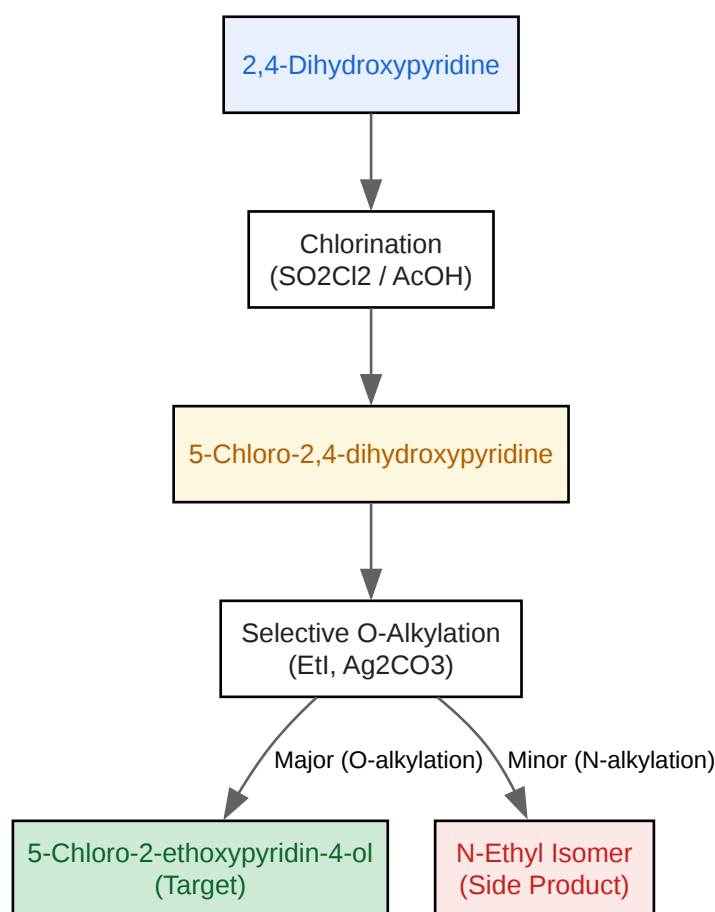 2,4-Dihydroxypyridine
Chlorination
(SO2Cl2 / AcOH)
5-Chloro-2,4-dihydroxypyridine
Selective O-Alkylation
(EtI, Ag2CO3)
Major (O-alkylation)
Minor (N-alkylation)
5-Chloro-2-ethoxypyridin-4-ol
(Target)
N-Ethyl Isomer
(Side Product)